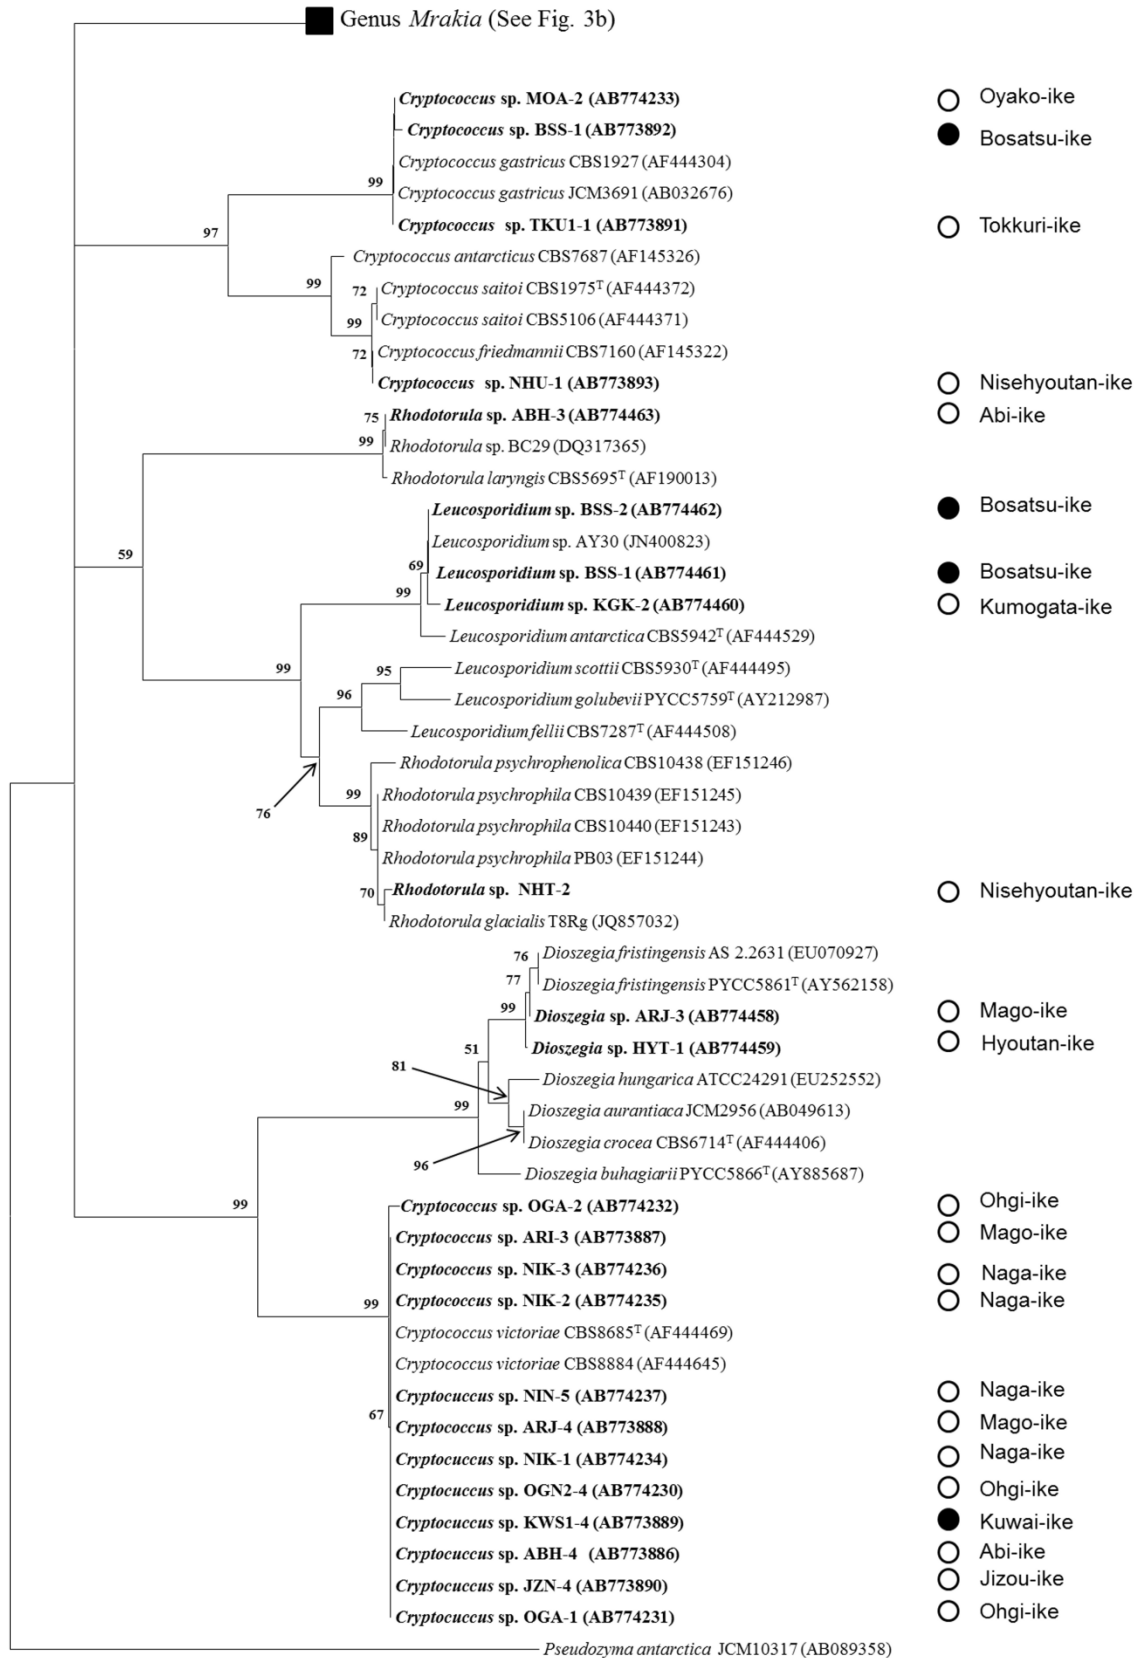 Genus Mrakia (See Fig. 3b)
Cryptococcus sp. MOA-2 (AB774233) Oyako-ike
Cryptococcus sp. BSS-1 (AB773892) Bosatsu-ike
Cryptococcus gastricus CBS1927 (AF444304)
99
Cryptococcus gastricus JCM3691 (AB032676)
Cryptococcus sp. TKU1-1 (AB773891) Tokkuri-ike
97
Cryptococcus antarcticus CBS7687 (AF145326)
99
72 Cryptococcus saitoi CBS1975T (AF444372)
Cryptococcus saitoi CBS5106 (AF444371)
99
72 Cryptococcus friedmannii CBS7160 (AF145322)
Cryptococcus sp. NHU-1 (AB773893) Nisehyoutan-ike
75 Rhodotorula sp. ABH-3 (AB774463) Abi-ike
99 Rhodotorula sp. BC29 (DQ317365)
Rhodotorula laryngis CBS5695T (AF190013)
Leucosporidium sp. BSS-2 (AB774462) Bosatsu-ike
Leucosporidium sp. AY30 (JN400823)
59
69 Leucosporidium sp. BSS-1 (AB774461) Bosatsu-ike
99 Leucosporidium sp. KGK-2 (AB774460) Kumogata-ike
Leucosporidium antarctica CBS5942T (AF444529)
99
95 Leucosporidium scottii CBS5930T (AF444495)
96 Leucosporidium golubevii PYCC5759T (AY212987)
Leucosporidium fellii CBS7287T (AF444508)
Rhodotorula psychrophenolica CBS10438 (EF151246)
99 Rhodotorula psychrophila CBS10439 (EF151245)
76
Rhodotorula psychrophila CBS10440 (EF151243)
89
Rhodotorula psychrophila PB03 (EF151244)
70 Rhodotorula sp. NHT-2 Nisehyoutan-ike
Rhodotorula glacialis T8Rg (JQ857032)
76 Dioszegia fristingensis AS 2.2631 (EU070927)
77 Dioszegia fristingensis PYCC5861T (AY562158)
99 Dioszegia sp. ARJ-3 (AB774458) Mago-ike
51 Dioszegia sp. HYT-1 (AB774459) Hyoutan-ike
81
Dioszegia hungarica ATCC24291 (EU252552)
99 Dioszegia aurantiaca JCM2956 (AB049613)
Dioszegia crocea CBS6714T (AF444406)
96
Dioszegia buhagiarii PYCC5866T (AY885687)
99 Cryptococcus sp. OGA-2 (AB774232) Ohgi-ike
Cryptococcus sp. ARI-3 (AB773887) Mago-ike
Cryptococcus sp. NIK-3 (AB774236) Naga-ike
99 Cryptococcus sp. NIK-2 (AB774235) Naga-ike
Cryptococcus victoriae CBS8685T (AF444469)
Cryptococcus victoriae CBS8884 (AF444645)
Cryptocuccus sp. NIN-5 (AB774237) Naga-ike
67
Cryptococcus sp. ARJ-4 (AB773888) Mago-ike
Cryptocuccus sp. NIK-1 (AB774234) Naga-ike
Cryptocuccus sp. OGN2-4 (AB774230) Ohgi-ike
Cryptocuccus sp. KWS1-4 (AB773889) Kuwai-ike
Cryptocuccus sp. ABH-4 (AB773886) Abi-ike
Cryptocuccus sp. JZN-4 (AB773890) Jizou-ike
Cryptocuccus sp. OGA-1 (AB774231) Ohgi-ike
Pseudozyma antarctica JCM10317 (AB089358)